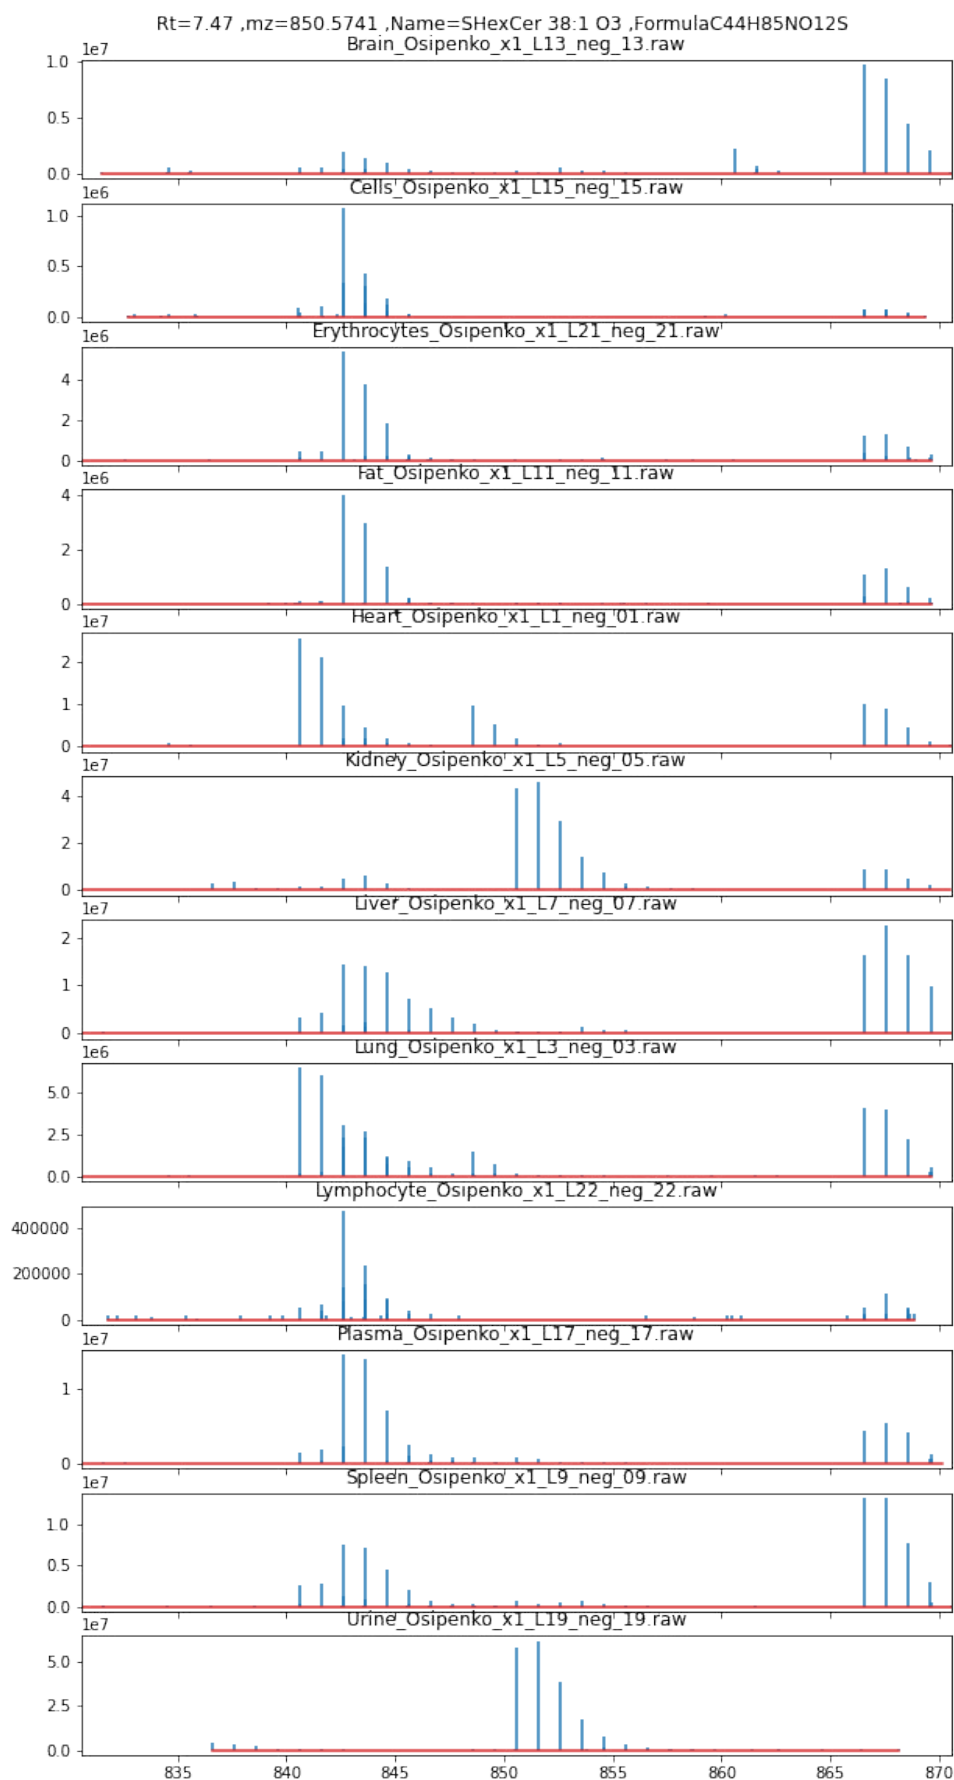 Rt=7.47 ,mz=850.5741 ,Name=SHexCer 38:1 O3 ,FormulaC44H85NO12S
Brain_Osipenko_x1_L13_neg_13.raw
1e7
1.0
0.5
0.0
Cells_Osipenko_x1_L15_neg_15.raw
1e6
1.0
0.5
0.0
Erythrocytes_Osipenko_x1_L21_neg_21.raw
1e6
4
2
0
Fat_Osipenko_x1_L11_neg_11.raw
1e6
4
2
0
Heart_Osipenko_x1_L1_neg_01.raw
1e7
2
1
0
Kidney_Osipenko_x1_L5_neg_05.raw
1e7
4
2
0
Liver_Osipenko_x1_L7_neg_07.raw
1e7
2
1
0
Lung_Osipenko_x1_L3_neg_03.raw
1e6
5.0
2.5
0.0
Lymphocyte_Osipenko_x1_L22_neg_22.raw
400000
200000
0
Plasma_Osipenko_x1_L17_neg_17.raw
1e7
1
0
Spleen_Osipenko_x1_L9_neg_09.raw
1e7
1.0
0.5
0.0
Urine_Osipenko_x1_L19_neg_19.raw
1e7
5.0
2.5
0.0
835 840 845 850 855 860 865 870